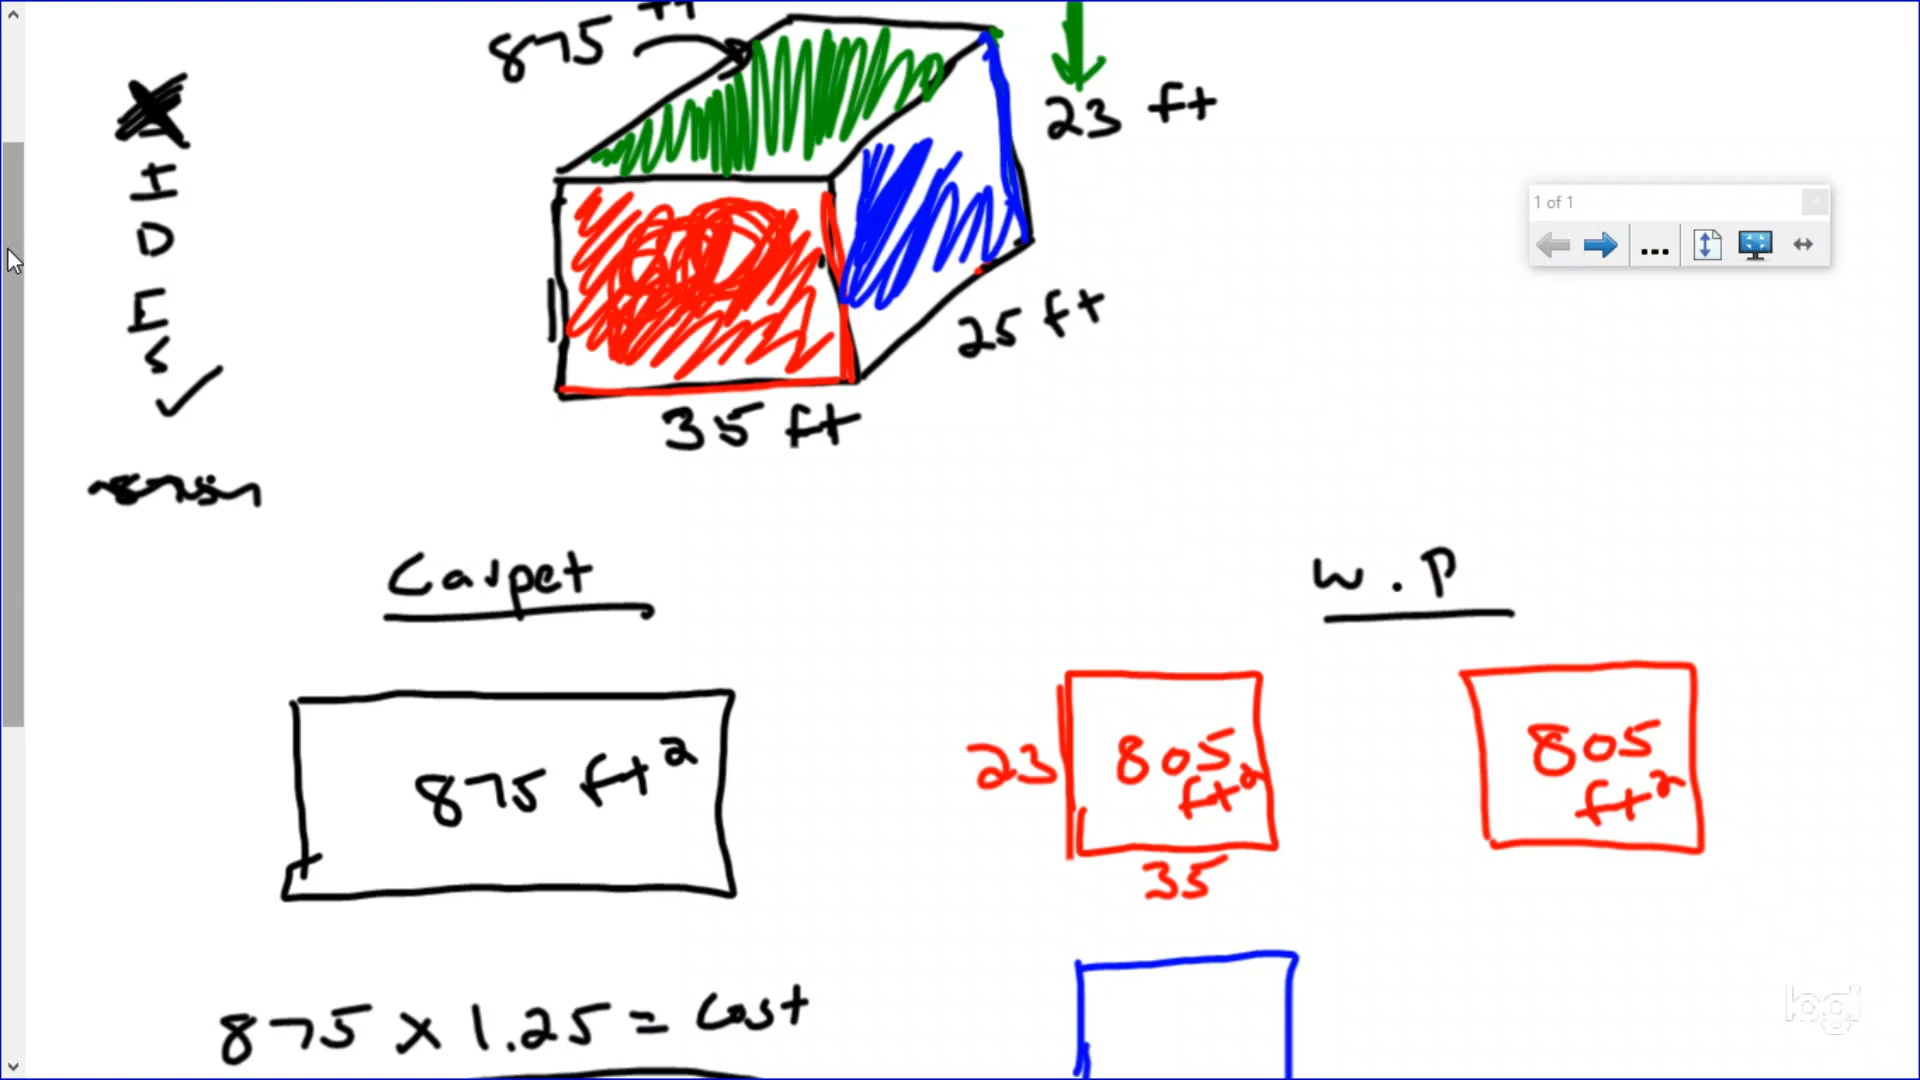 875
23 ft
I
D
E
S
25 ft
35 ft
1 of 1
...
Carpet
W.P
875 ft²
23
805
ft²
35
805
ft²
875 x 1.25 = cost
logi